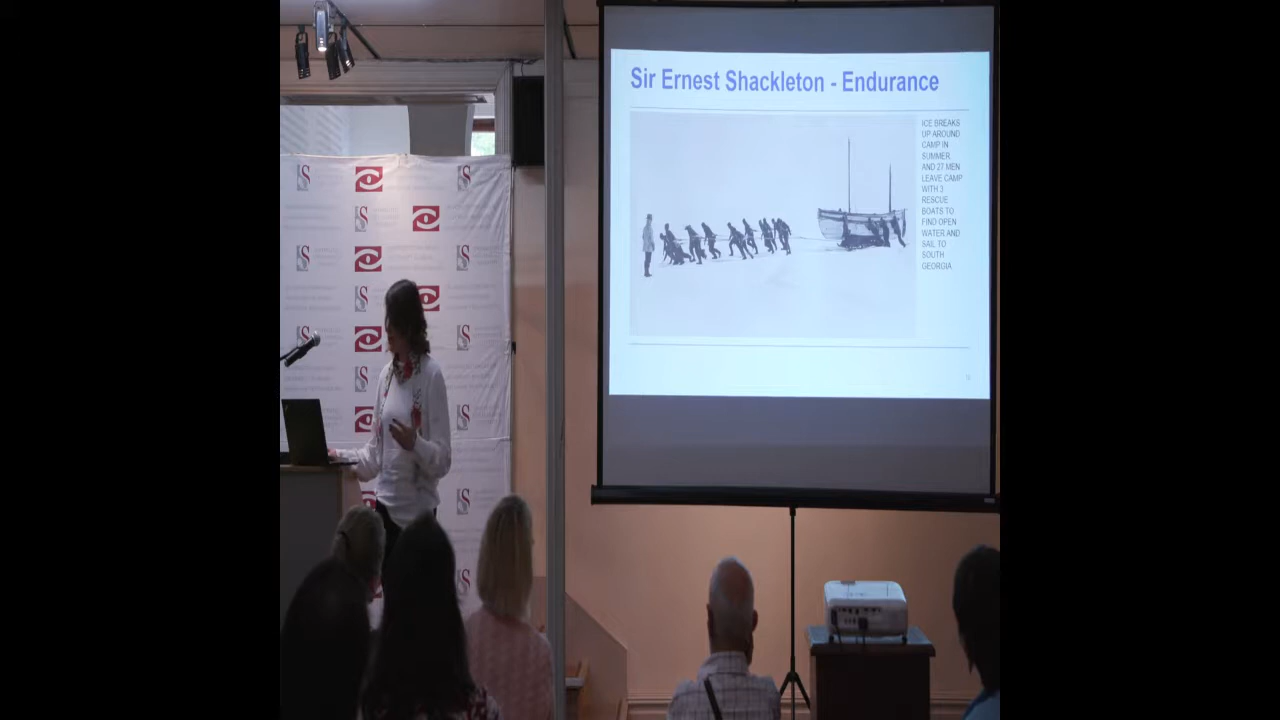 Sir Ernest Shackleton - Endurance
ICE BREAKS
UP AROUND
CAMP IN
SUMMER
AND 27 MEN
LEAVE CAMP
WITH 3
RESCUE
BOATS TO
FIND OPEN
WATER AND
SAIL TO
SOUTH
GEORGIA